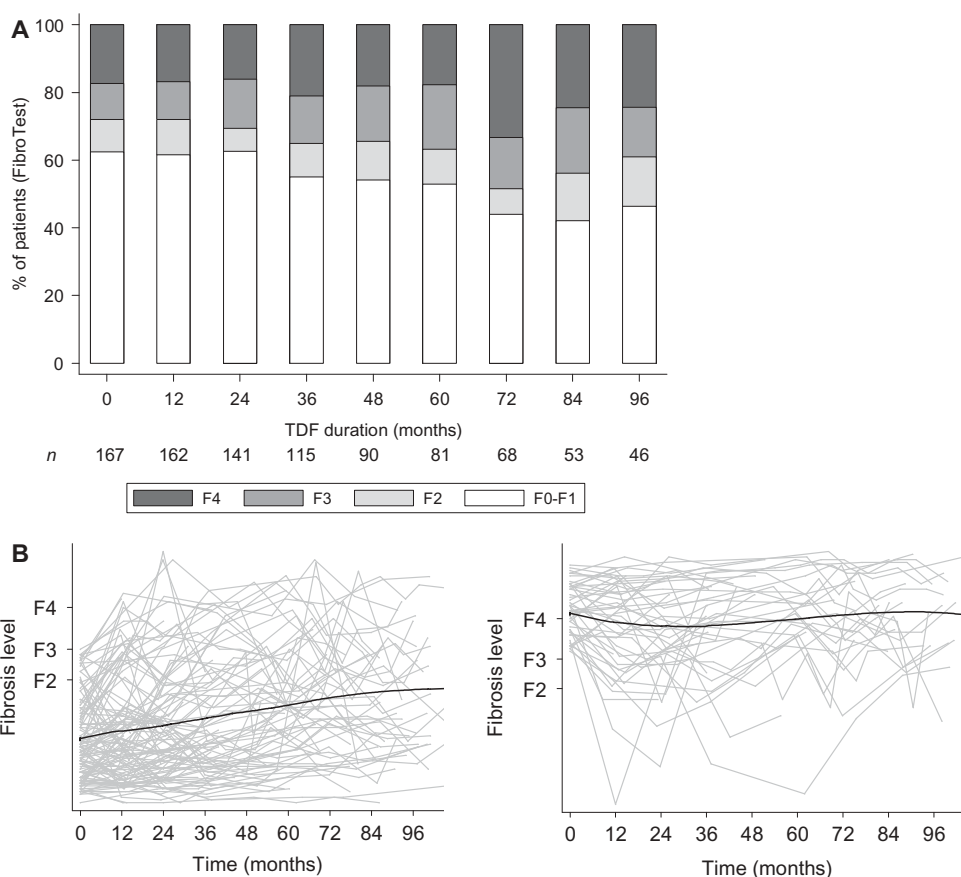 A
% of patients (FibroTest)
100
80
60
40
20
0
0 12 24 36 48 60 72 84 96
TDF duration (months)
n 167 162 141 115 90 81 68 53 46
F4 F3 F2 F0-F1
B
Fibrosis level
F4
F3
F2
0 12 24 36 48 60 72 84 96
Time (months)
Fibrosis level
F4
F3
F2
0 12 24 36 48 60 72 84 96
Time (months)